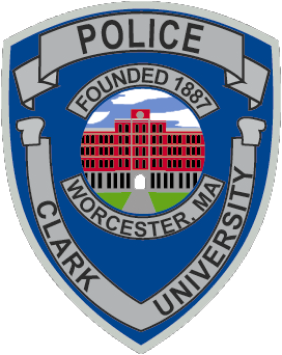 POLICE
FOUNDED 1887
WORCESTER, MA
CLARK
UNIVERSITY